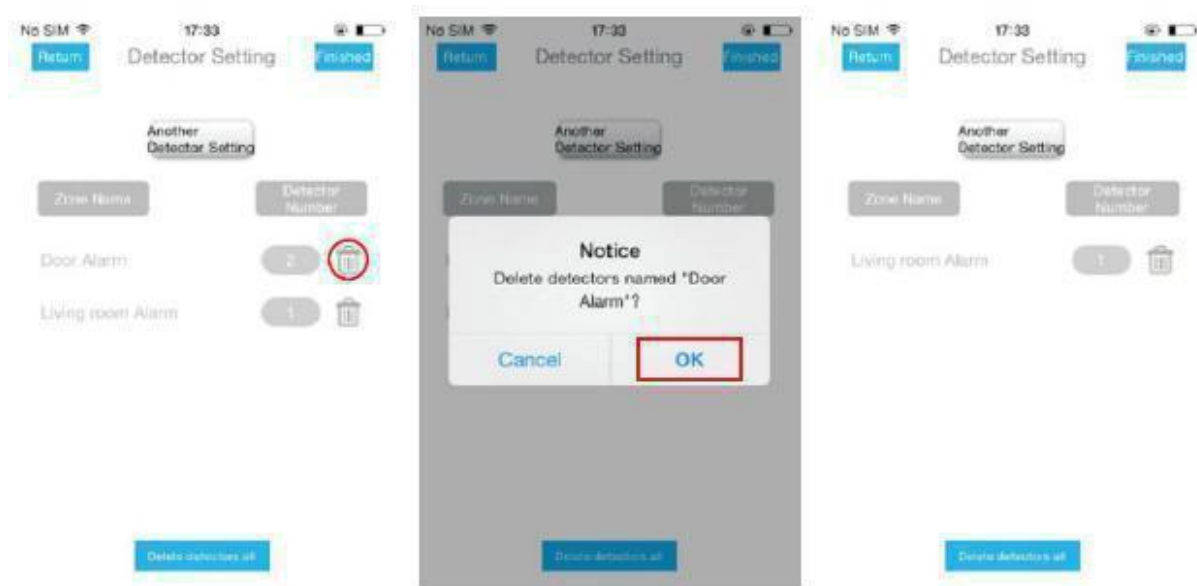 No SIM 17:33
Return Detector Setting Finished
Another
Detector Setting
Zone Name Detector
Number
Door Alarm 2
Living room Alarm 1
Delete detectors all
No SIM 17:33
Return Detector Setting Finished
Another
Detector Setting
Zone Name Detector
Number
Notice
Delete detectors named "Door
Alarm"?
Cancel OK
Delete detectors all
No SIM 17:33
Return Detector Setting Finished
Another
Detector Setting
Zone Name Detector
Number
Living room Alarm 1
Delete detectors all